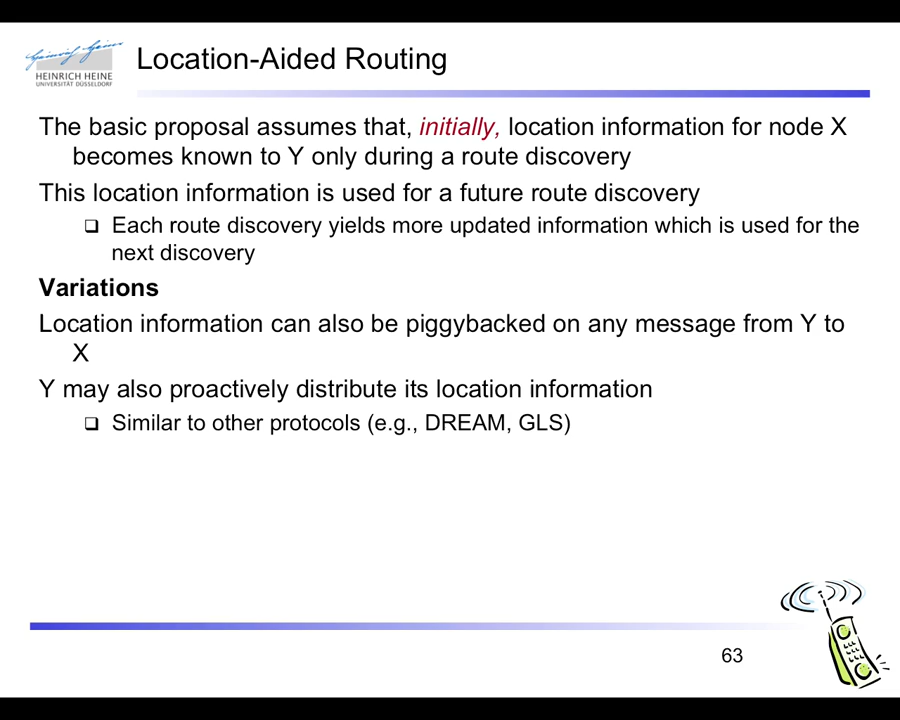 HEINRICH HEINE
UNIVERSITÄT DÜSSELDORF
Location-Aided Routing
The basic proposal assumes that, initially, location information for node X
becomes known to Y only during a route discovery
This location information is used for a future route discovery
❑ Each route discovery yields more updated information which is used for the
next discovery
Variations
Location information can also be piggybacked on any message from Y to
X
Y may also proactively distribute its location information
❑ Similar to other protocols (e.g., DREAM, GLS)
63